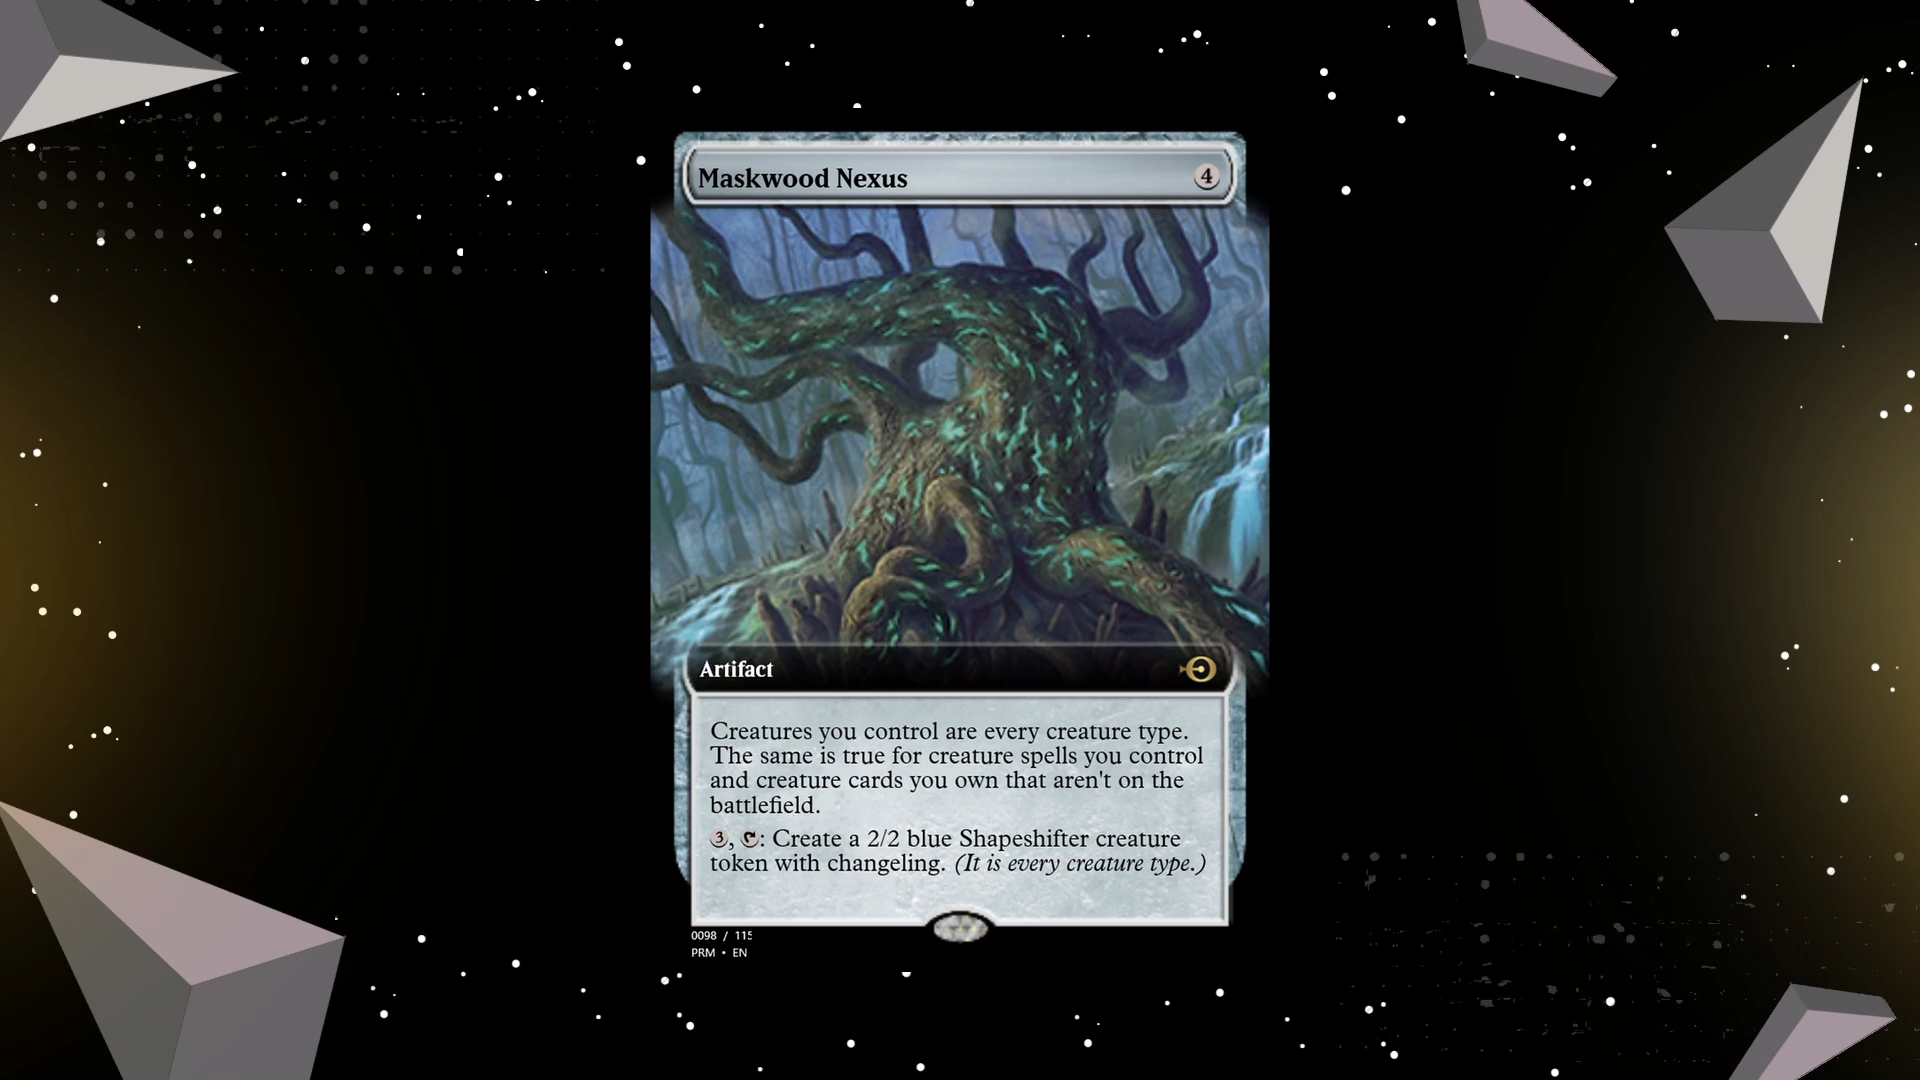 Maskwood Nexus 4
Artifact
Creatures you control are every creature type.
The same is true for creature spells you control
and creature cards you own that aren't on the
battlefield.
3, : Create a 2/2 blue Shapeshifter creature
token with changeling. (It is every creature type.)
0098 / 115
PRM • EN